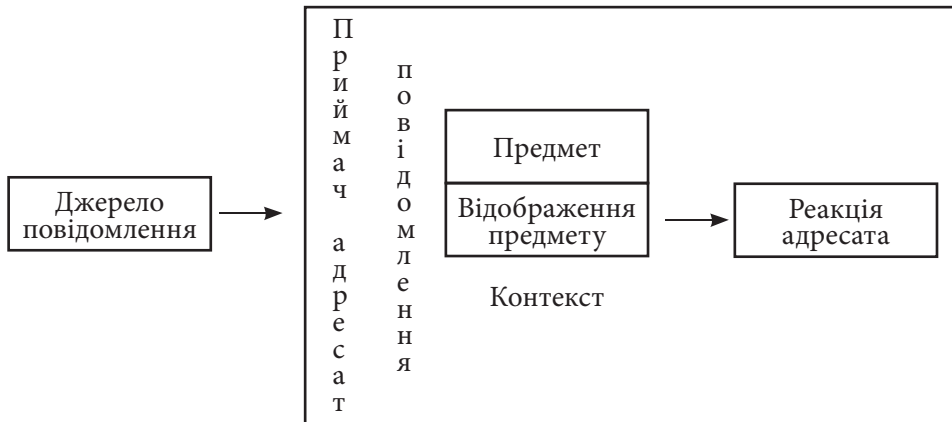 Джерело
повідомлення
Приймач адресат
повідомлення
Предмет
Відображення
предмету
Контекст
Реакція
адресата